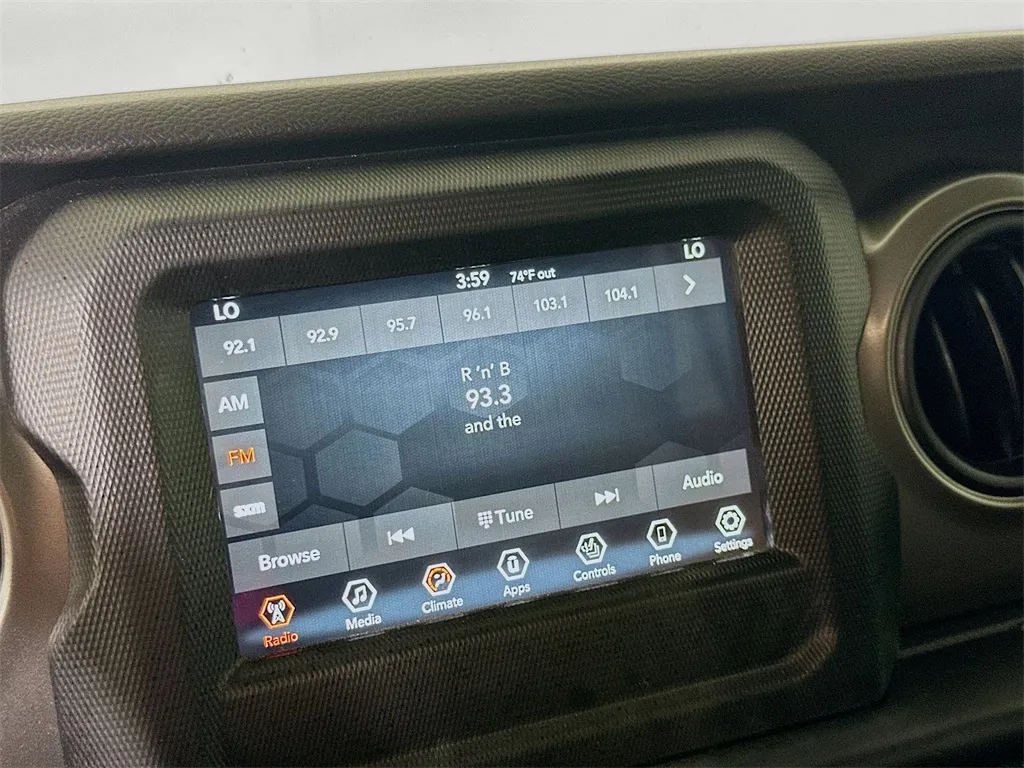 LO 3:59 74°F out LO
92.1 92.9 95.7 96.1 103.1 104.1
R 'n' B
93.3
and the
AM
FM
sxm
Browse Tune Audio
Radio Media Climate Apps Controls Phone Settings